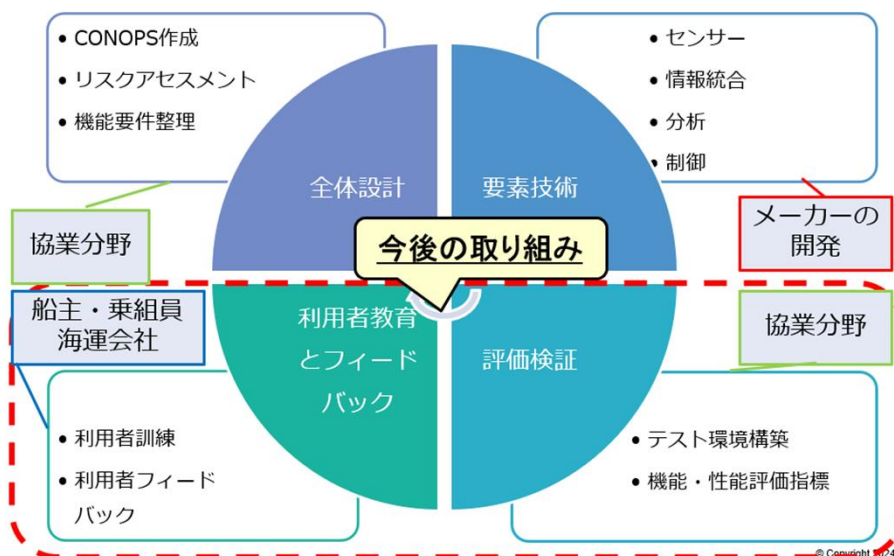 • CONOPS作成
• リスクアセスメント
• 機能要件整理
• センサー
• 情報統合
• 分析
• 制御
全体設計
要素技術
協業分野
メーカーの
開発
今後の取り組み
船主・乗組員
海運会社
利用者教育
とフィード
バック
評価検証
協業分野
• 利用者訓練
• 利用者フィード
バック
• テスト環境構築
• 機能・性能評価指標
© Copyright 2024